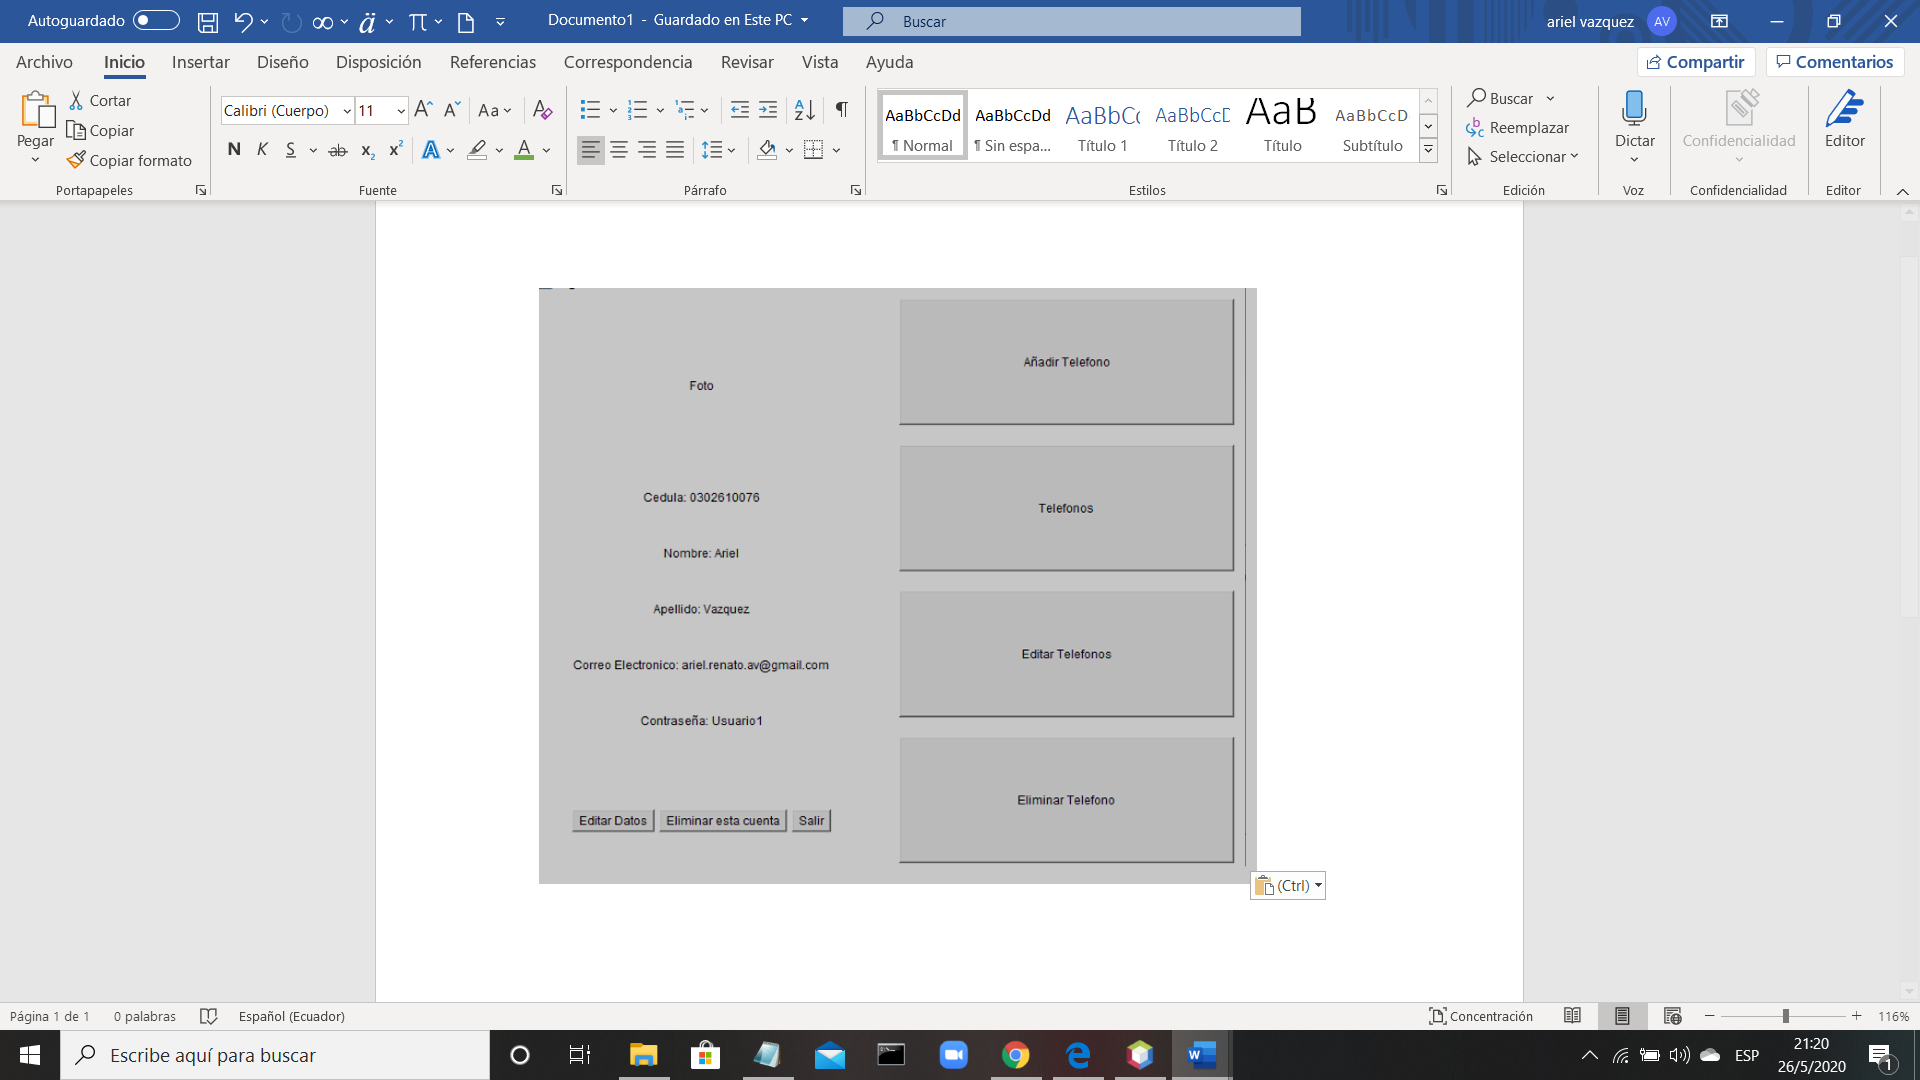 Autoguardado
Documento1 - Guardado en Este PC
Buscar
ariel vazquez
AV
Archivo Inicio Insertar Diseño Disposición Referencias Correspondencia Revisar Vista Ayuda
Compartir
Comentarios
Pegar
Cortar
Copiar
Copiar formato
Portapapeles
Calibri (Cuerpo) 11
N K S ab x₂ x²
Fuente
Párrafo
AaBbCcDd
¶ Normal
AaBbCcDd
¶ Sin espa...
AaBbCc
Título 1
AaBbCcD
Título 2
AaB
Título
AaBbCcD
Subtítulo
Estilos
Buscar
Reemplazar
Seleccionar
Edición
Dictar
Voz
Confidencialidad
Confidencialidad
Editor
Editor
Foto
Cedula: 0302610076
Nombre: Ariel
Apellido: Vazquez
Correo Electronico: ariel.renato.av@gmail.com
Contraseña: Usuario1
Editar Datos Eliminar esta cuenta Salir
Añadir Telefono
Telefonos
Editar Telefonos
Eliminar Telefono
(Ctrl)
Página 1 de 1
0 palabras
Español (Ecuador)
Concentración
116%
Escribe aquí para buscar
ESP
21:20
26/5/2020
1